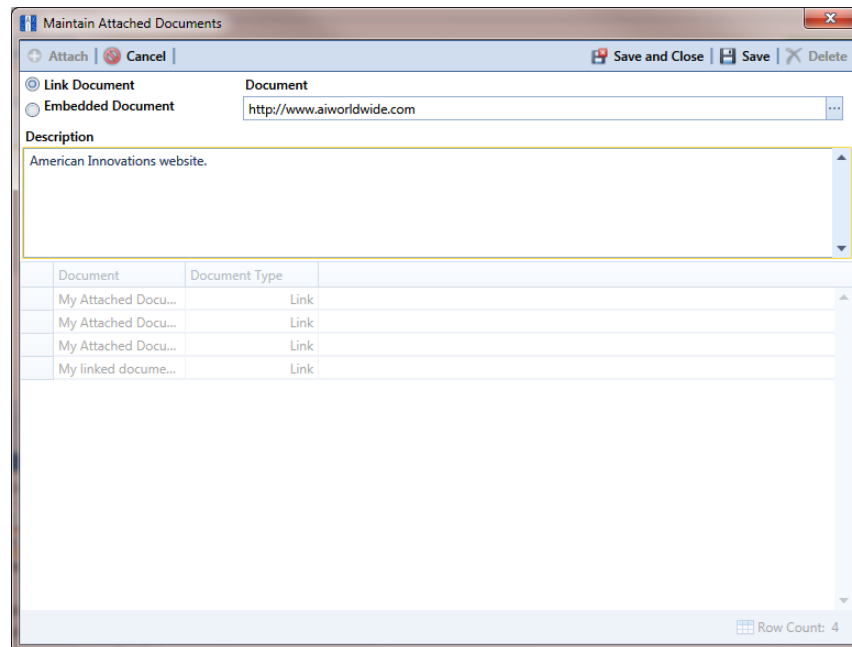 Maintain Attached Documents
Attach | Cancel | Save and Close | Save | Delete
Link Document Document
Embedded Document http://www.aiworldwide.com ...
Description
American Innovations website.
Document Document Type
My Attached Docu... Link
My Attached Docu... Link
My Attached Docu... Link
My linked docume... Link
Row Count: 4